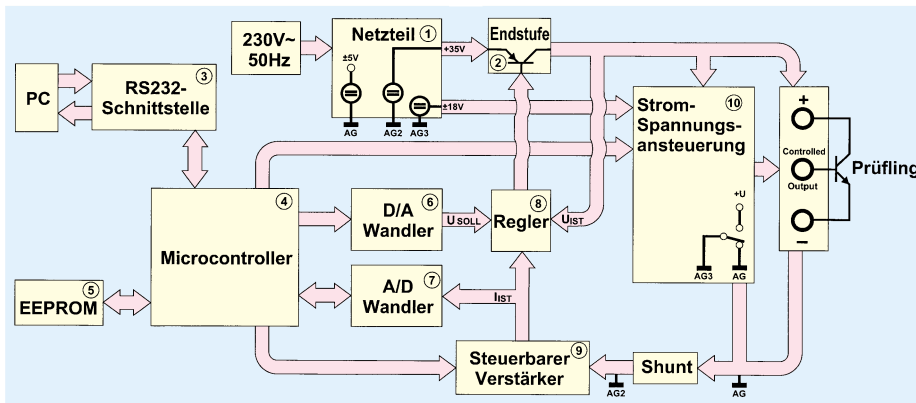 230V~
50Hz
Netzteil 1
±5V
+35V
±18V
AG
AG2
AG3
Endstufe
2
PC
RS232-
Schnittstelle
3
10
Strom-
Spannungs-
ansteuerung
+U
AG3
AG
+
Controlled
Output
−
Prüfling
4
Microcontroller
D/A
Wandler
6
U SOLL
8
Regler
UIST
5
EEPROM
A/D
Wandler
7
IIST
Steuerbarer
Verstärker
9
AG2
Shunt
AG